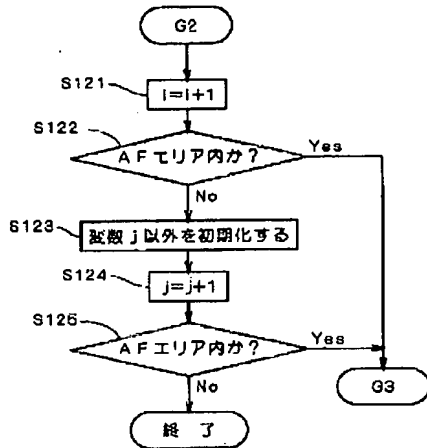 G2
S121
i=i+1
S122
AFエリア内か?
Yes
No
S123
変数j以外を初期化する
S124
j=j+1
S125
AFエリア内か?
Yes
No
G3
終了